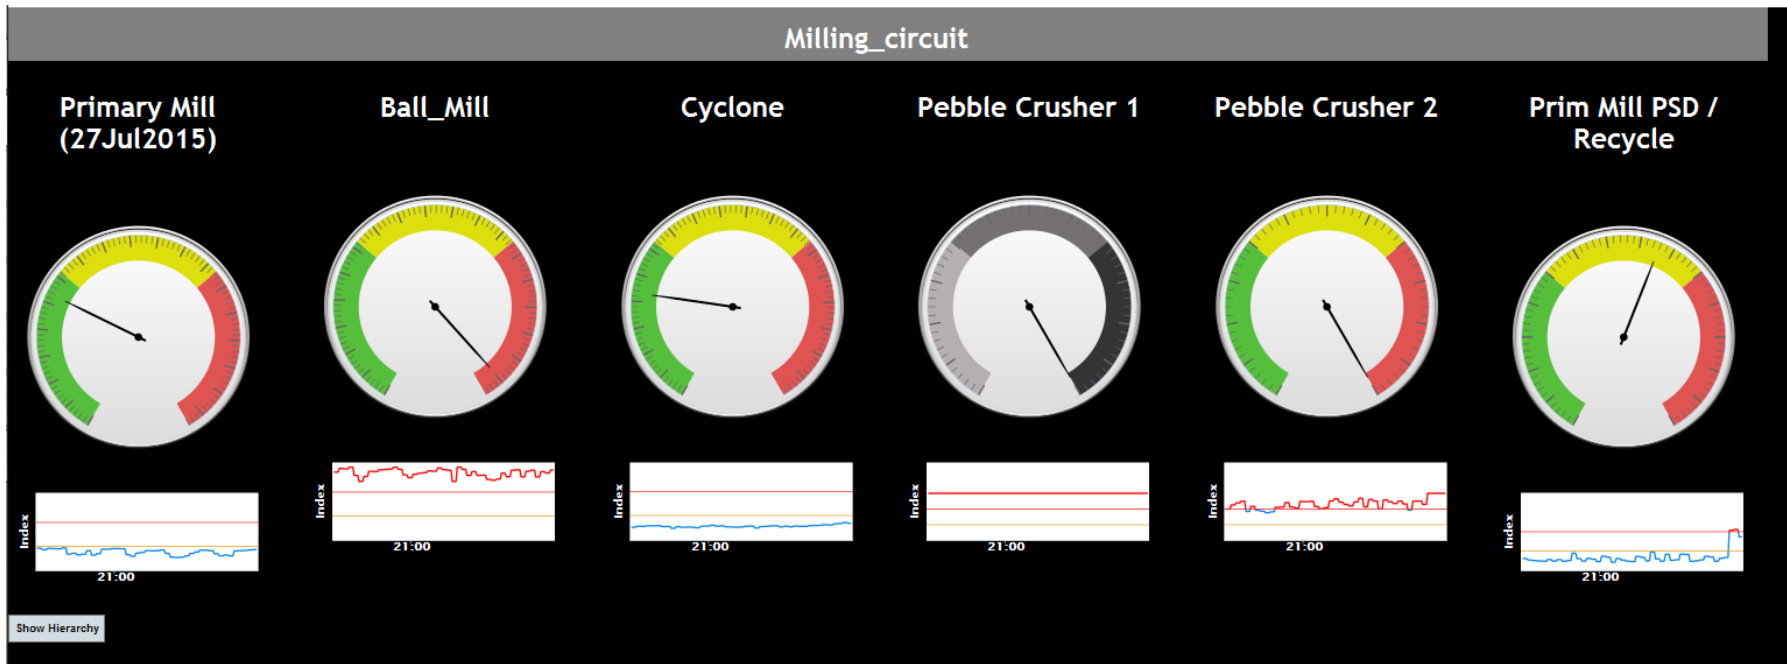 Milling_circuit
Primary Mill
(27Jul2015)
Ball_Mill
Cyclone
Pebble Crusher 1
Pebble Crusher 2
Prim Mill PSD /
Recycle
Index
21:00
Index
21:00
Index
21:00
Index
21:00
Index
21:00
Index
21:00
Show Hierarchy